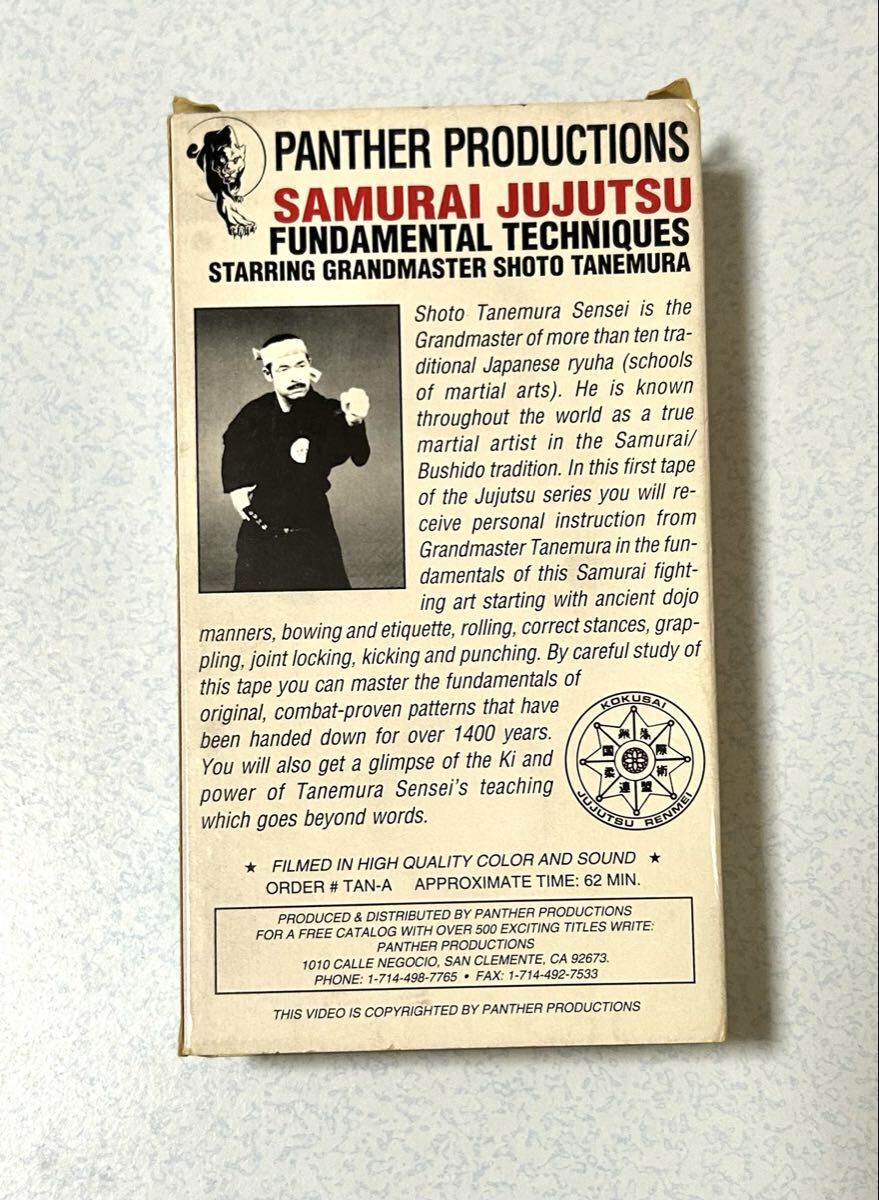 PANTHER PRODUCTIONS
SAMURAI JUJUTSU
FUNDAMENTAL TECHNIQUES
STARRING GRANDMASTER SHOTO TANEMURA
Shoto Tanemura Sensei is the
Grandmaster of more than ten tra-
ditional Japanese ryuha (schools
of martial arts). He is known
throughout the world as a true
martial artist in the Samurai/
Bushido tradition. In this first tape
of the Jujutsu series you will re-
ceive personal instruction from
Grandmaster Tanemura in the fun-
damentals of this Samurai fight-
ing art starting with ancient dojo
manners, bowing and etiquette, rolling, correct stances, grap-
pling, joint locking, kicking and punching. By careful study of
this tape you can master the fundamentals of
original, combat-proven patterns that have
been handed down for over 1400 years.
You will also get a glimpse of the Ki and
power of Tanemura Sensei's teaching
which goes beyond words.
KOKUSAI
国際
柔術
連盟
JUJUTSU RENMEI
★ FILMED IN HIGH QUALITY COLOR AND SOUND ★
ORDER # TAN-A APPROXIMATE TIME: 62 MIN.
PRODUCED & DISTRIBUTED BY PANTHER PRODUCTIONS
FOR A FREE CATALOG WITH OVER 500 EXCITING TITLES WRITE:
PANTHER PRODUCTIONS
1010 CALLE NEGOCIO, SAN CLEMENTE, CA 92673.
PHONE: 1-714-498-7765 • FAX: 1-714-492-7533
THIS VIDEO IS COPYRIGHTED BY PANTHER PRODUCTIONS